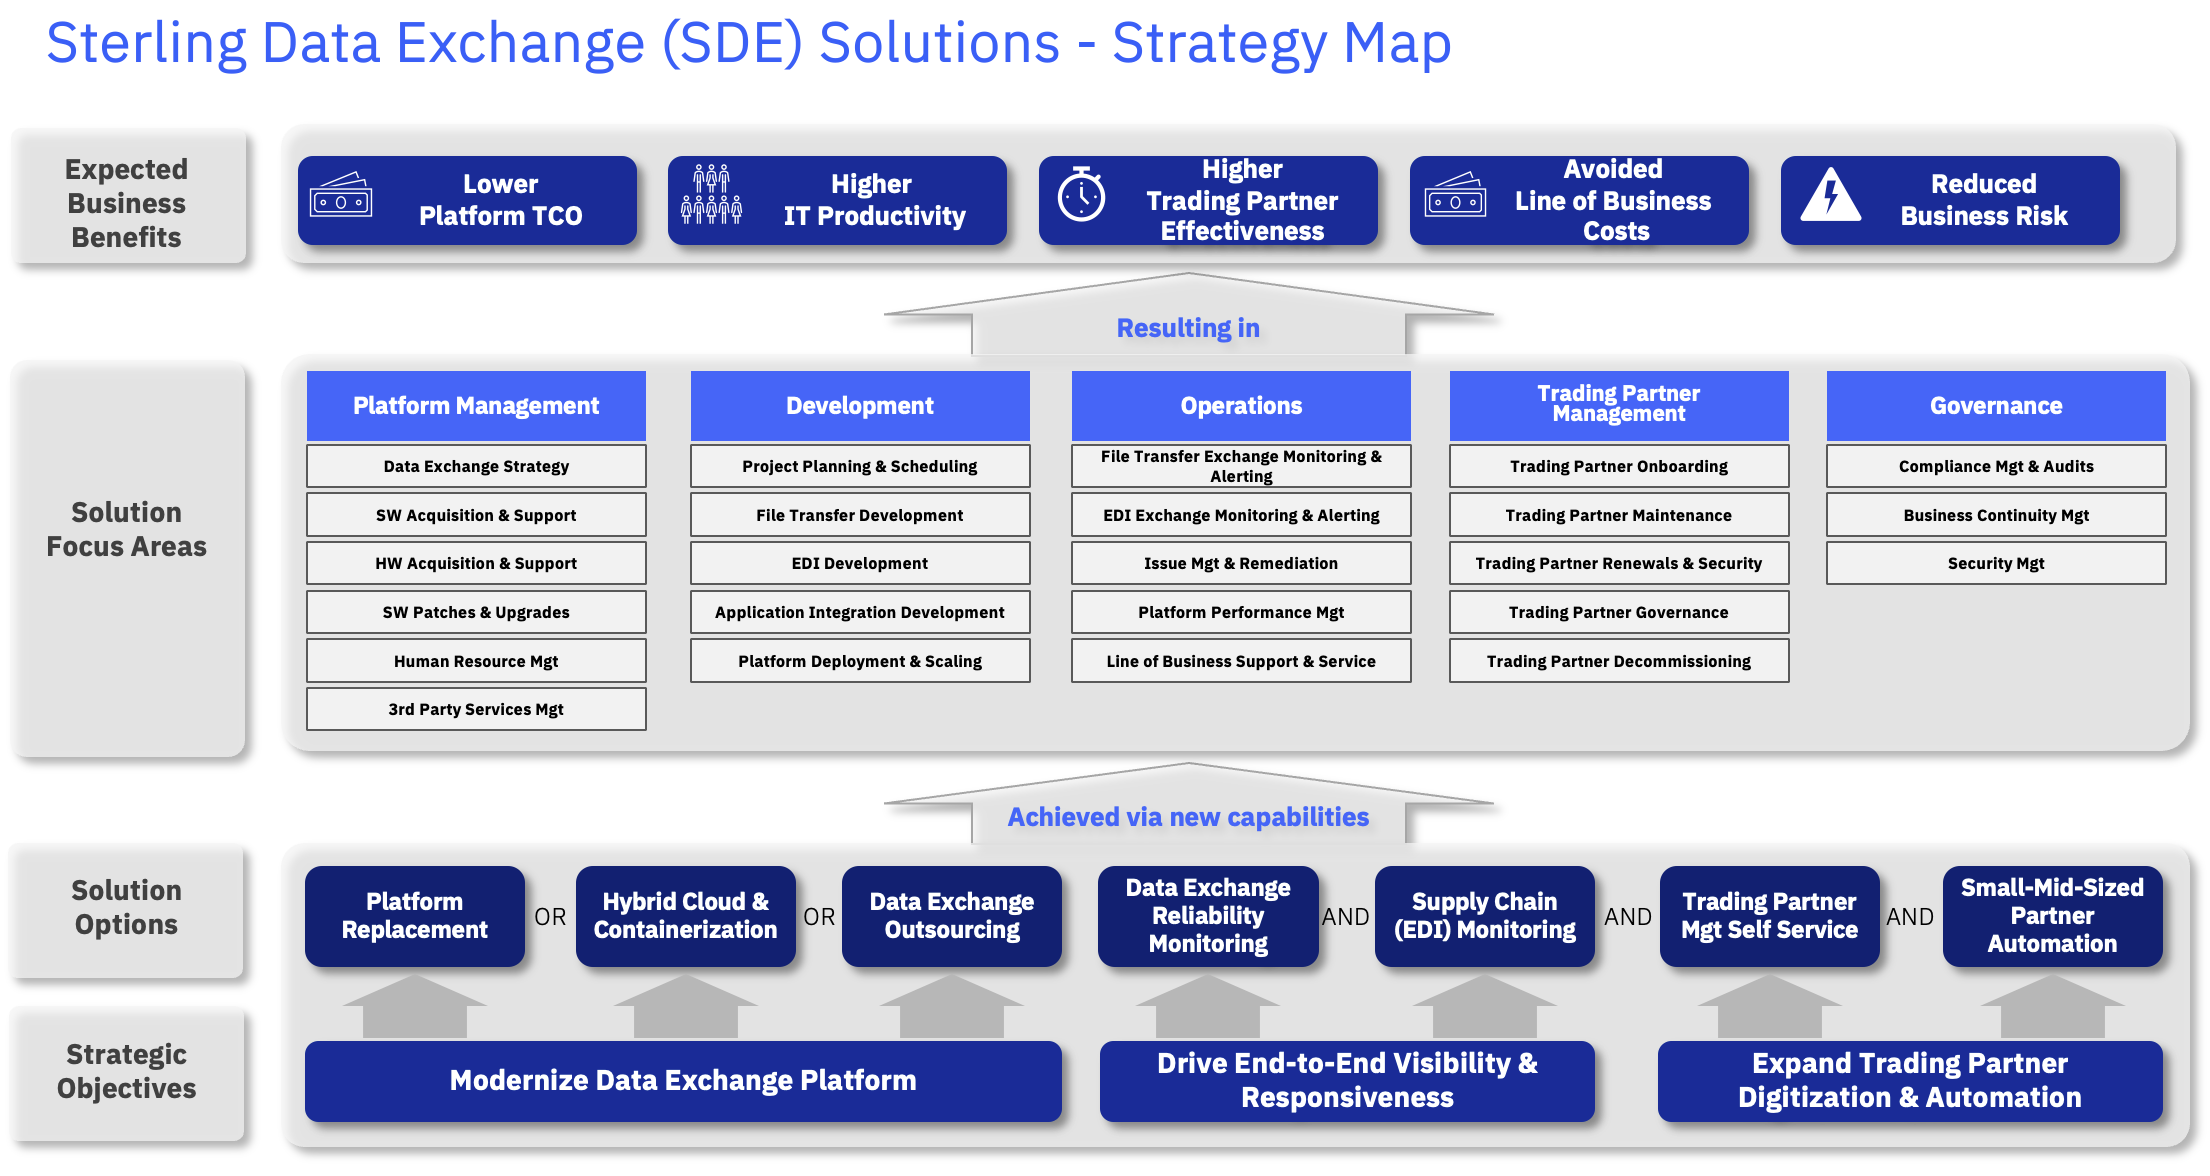 Sterling Data Exchange (SDE) Solutions - Strategy Map
Expected
Business
Benefits
Lower
Platform TCO
Higher
IT Productivity
Higher
Trading Partner
Effectiveness
Avoided
Line of Business
Costs
Reduced
Business Risk
Resulting in
Solution
Focus Areas
Platform Management
Data Exchange Strategy
SW Acquisition & Support
HW Acquisition & Support
SW Patches & Upgrades
Human Resource Mgt
3rd Party Services Mgt
Development
Project Planning & Scheduling
File Transfer Development
EDI Development
Application Integration Development
Platform Deployment & Scaling
Operations
File Transfer Exchange Monitoring &
Alerting
EDI Exchange Monitoring & Alerting
Issue Mgt & Remediation
Platform Performance Mgt
Line of Business Support & Service
Trading Partner
Management
Trading Partner Onboarding
Trading Partner Maintenance
Trading Partner Renewals & Security
Trading Partner Governance
Trading Partner Decommissioning
Governance
Compliance Mgt & Audits
Business Continuity Mgt
Security Mgt
Achieved via new capabilities
Solution
Options
Platform
Replacement
OR
Hybrid Cloud &
Containerization
OR
Data Exchange
Outsourcing
Data Exchange
Reliability
Monitoring
AND
Supply Chain
(EDI) Monitoring
AND
Trading Partner
Mgt Self Service
AND
Small-Mid-Sized
Partner
Automation
Strategic
Objectives
Modernize Data Exchange Platform
Drive End-to-End Visibility &
Responsiveness
Expand Trading Partner
Digitization & Automation